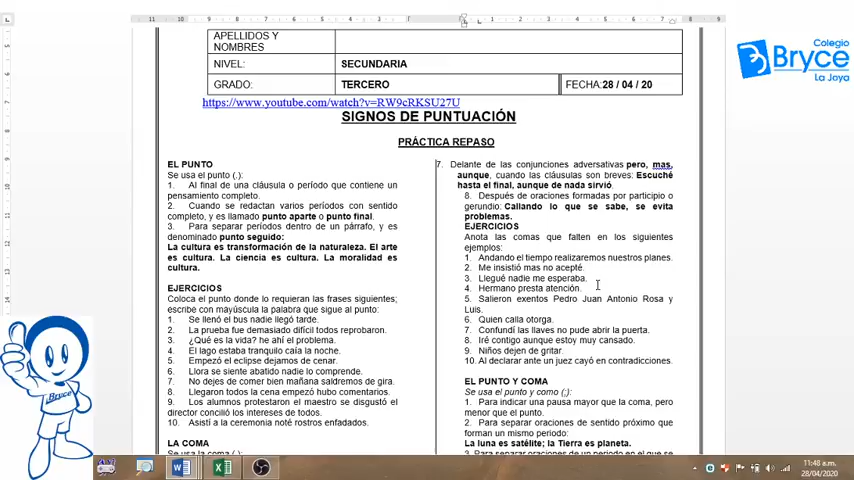 Colegio
Bryce
La Joya
APELLIDOS Y
NOMBRES
NIVEL: SECUNDARIA
GRADO: TERCERO FECHA:28 / 04 / 20
https://www.youtube.com/watch?v=RW9cRKSU27U
SIGNOS DE PUNTUACIÓN
PRÁCTICA REPASO
EL PUNTO
Se usa el punto (.):
1. Al final de una cláusula o período que contiene un
pensamiento completo.
2. Cuando se redactan varios períodos con sentido
completo, y es llamado punto aparte o punto final.
3. Para separar períodos dentro de un párrafo, y es
denominado punto seguido:
La cultura es transformación de la naturaleza. El arte
es cultura. La ciencia es cultura. La moralidad es
cultura.
EJERCICIOS
Coloca el punto donde lo requieran las frases siguientes;
escribe con mayúscula la palabra que sigue al punto:
1. Se llenó el bus nadie llegó tarde.
2. La prueba fue demasiado difícil todos reprobaron.
3. ¿Qué es la vida? he ahí el problema.
4. El lago estaba tranquilo caía la noche.
5. Empezó el eclipse dejamos de cenar.
6. Llora se siente abatido nadie lo comprende.
7. No dejes de comer bien mañana saldremos de gira.
8. Llegaron todos la cena empezó hubo comentarios.
9. Los alumnos protestaron el maestro se disgustó el
director concilió los intereses de todos.
10. Asistí a la ceremonia noté rostros enfadados.
LA COMA
Se usa la coma (,):
7. Delante de las conjunciones adversativas pero, mas,
aunque, cuando las cláusulas son breves: Escuché
hasta el final, aunque de nada sirvió.
8. Después de oraciones formadas por participio o
gerundio: Callando lo que se sabe, se evita
problemas.
EJERCICIOS
Anota las comas que falten en los siguientes
ejemplos:
1. Andando el tiempo realizaremos nuestros planes.
2. Me insistió mas no acepté.
3. Llegué nadie me esperaba.
4. Hermano presta atención.
5. Salieron exentos Pedro Juan Antonio Rosa y
Luis.
6. Quien calla otorga.
7. Confundí las llaves no pude abrir la puerta.
8. Iré contigo aunque estoy muy cansado.
9. Niños dejen de gritar.
10. Al declarar ante un juez cayó en contradicciones.
EL PUNTO Y COMA
Se usa el punto y como (;):
1. Para indicar una pausa mayor que la coma, pero
menor que el punto.
2. Para separar oraciones de sentido próximo que
forman un mismo periodo:
La luna es satélite; la Tierra es planeta.
3. Para separar oraciones de un periodo en el que se
Bryce
11:48 a.m.
28/04/2020